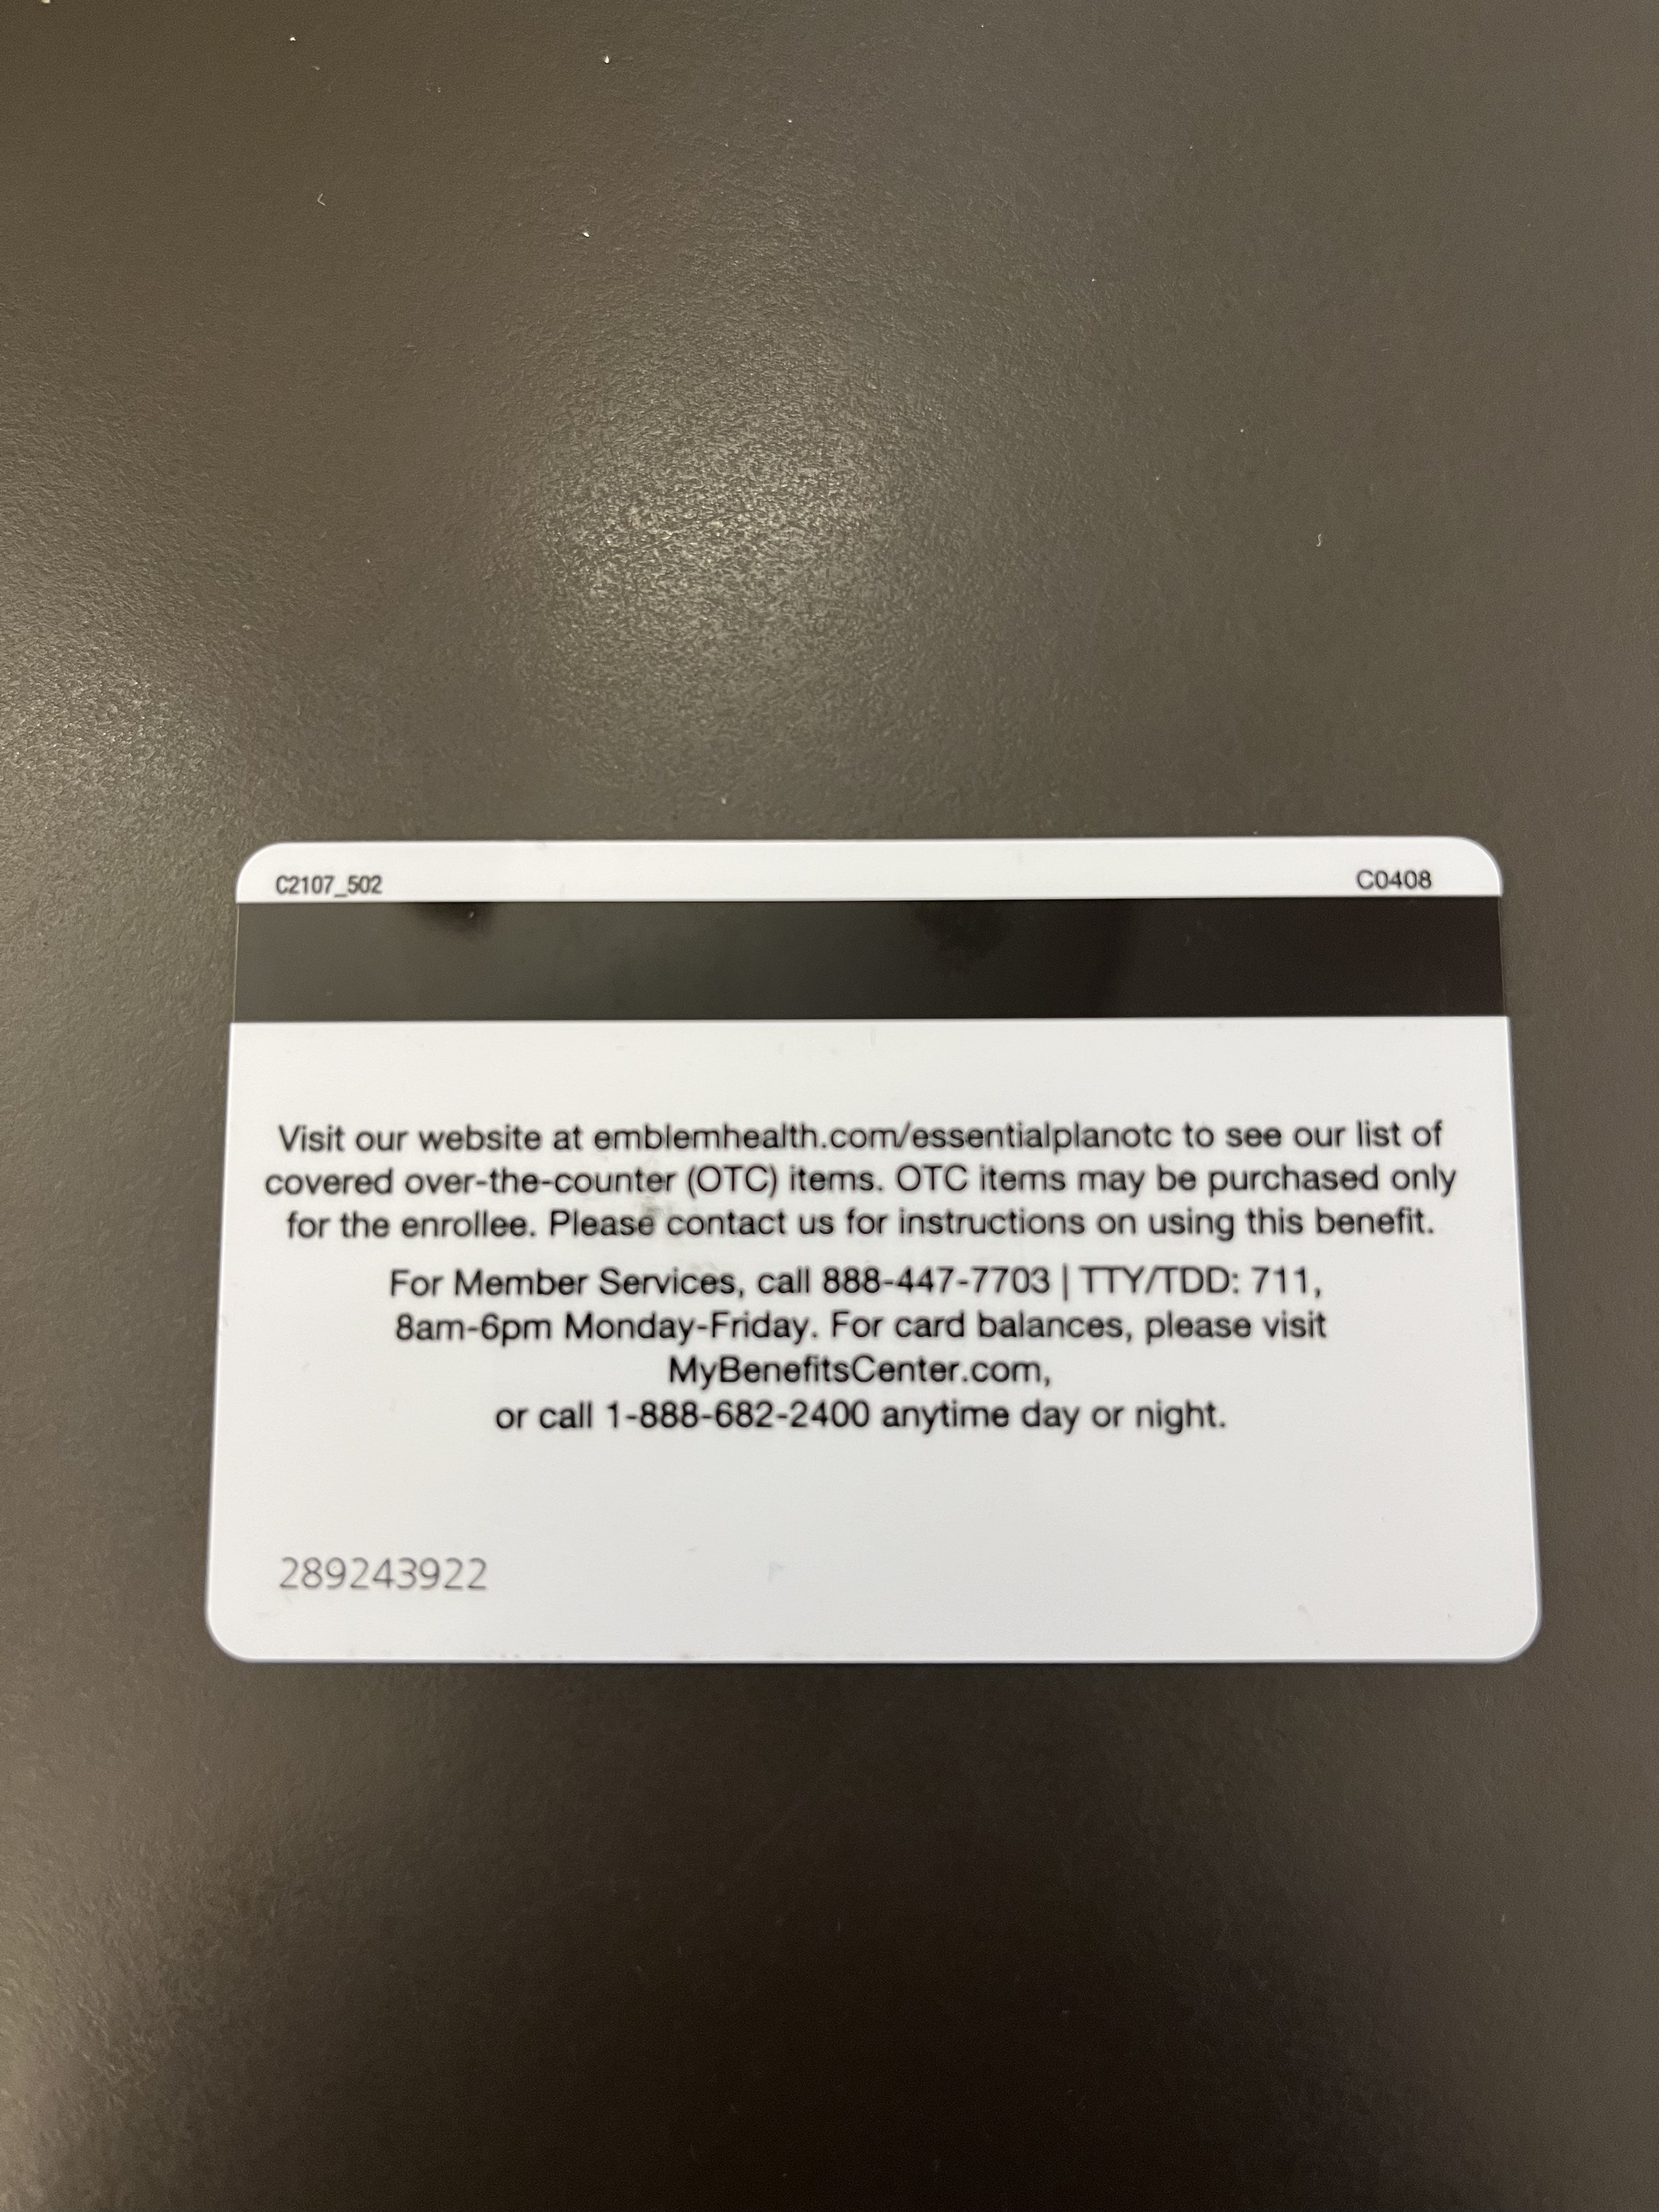 C2107_502
C0408
Visit our website at emblemhealth.com/essentialplanotc to see our list of
covered over-the-counter (OTC) items. OTC items may be purchased only
for the enrollee. Please contact us for instructions on using this benefit.
For Member Services, call 888-447-7703 | TTY/TDD: 711,
8am-6pm Monday-Friday. For card balances, please visit
MyBenefitsCenter.com,
or call 1-888-682-2400 anytime day or night.
289243922